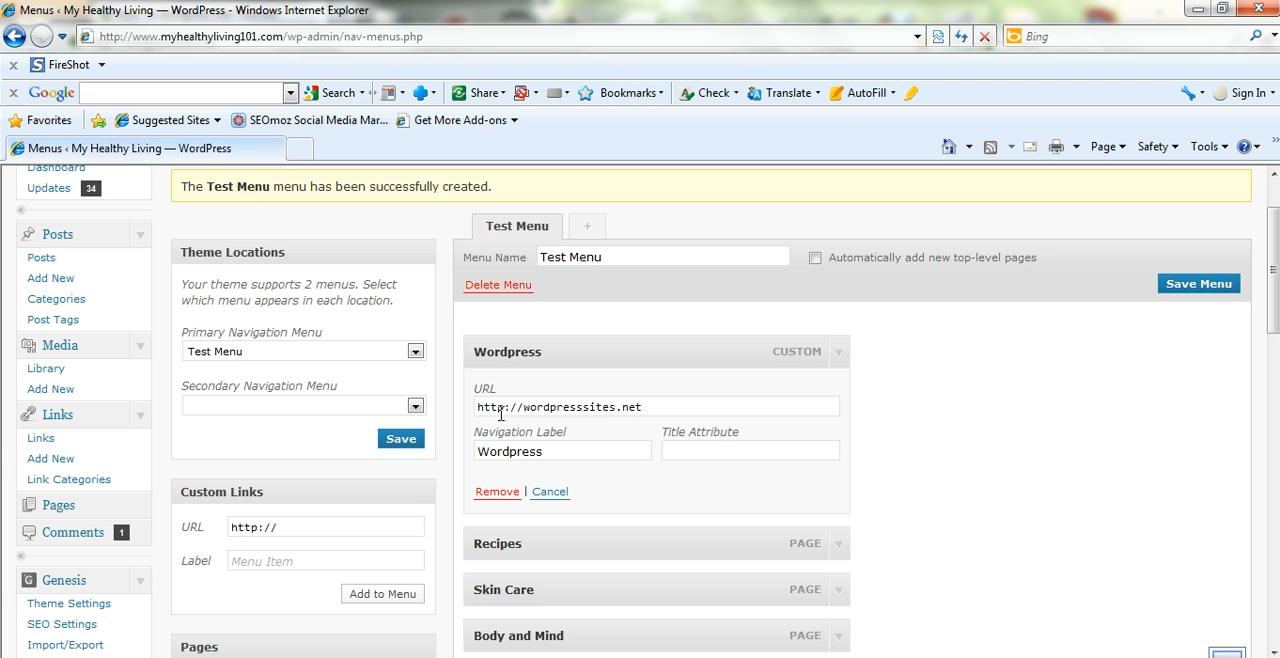 Menus ‹ My Healthy Living — WordPress - Windows Internet Explorer
http://www.myhealthyliving101.com/wp-admin/nav-menus.php
Bing
x FireShot
x Google Search Share Bookmarks Check Translate AutoFill Sign In
Favorites Suggested Sites SEOmoz Social Media Mar... Get More Add-ons
Menus ‹ My Healthy Living — WordPress
Page Safety Tools
Dashboard
Updates 34
Posts
Posts
Add New
Categories
Post Tags
Media
Library
Add New
Links
Links
Add New
Link Categories
Pages
Comments 1
G Genesis
Theme Settings
SEO Settings
Import/Export
The Test Menu menu has been successfully created.
Theme Locations
Your theme supports 2 menus. Select
which menu appears in each location.
Primary Navigation Menu
Test Menu
Secondary Navigation Menu
Save
Custom Links
URL http://
Label Menu Item
Add to Menu
Pages
Test Menu +
Menu Name Test Menu Automatically add new top-level pages
Delete Menu
Save Menu
Wordpress CUSTOM
URL
http://wordpresssites.net
Navigation Label Title Attribute
Wordpress
Remove | Cancel
Recipes PAGE
Skin Care PAGE
Body and Mind PAGE